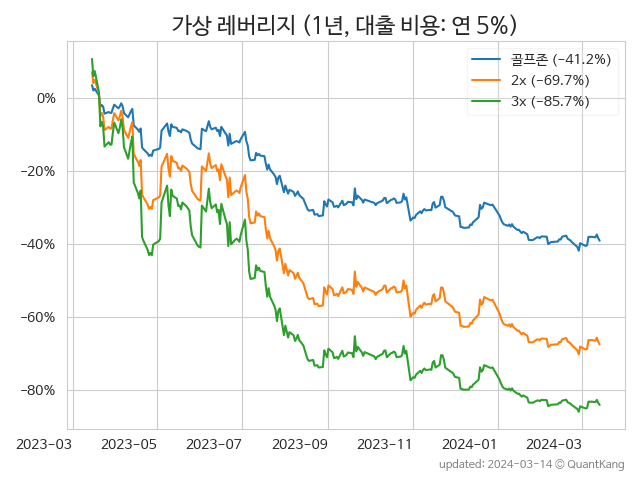 가상 레버리지 (1년, 대출 비용: 연 5%)
골프존 (−41.2%)
2x (−69.7%)
3x (−85.7%)
0%
−20%
−40%
−60%
−80%
2023-03 2023-05 2023-07 2023-09 2023-11 2024-01 2024-03
updated: 2024-03-14 © QuantKang